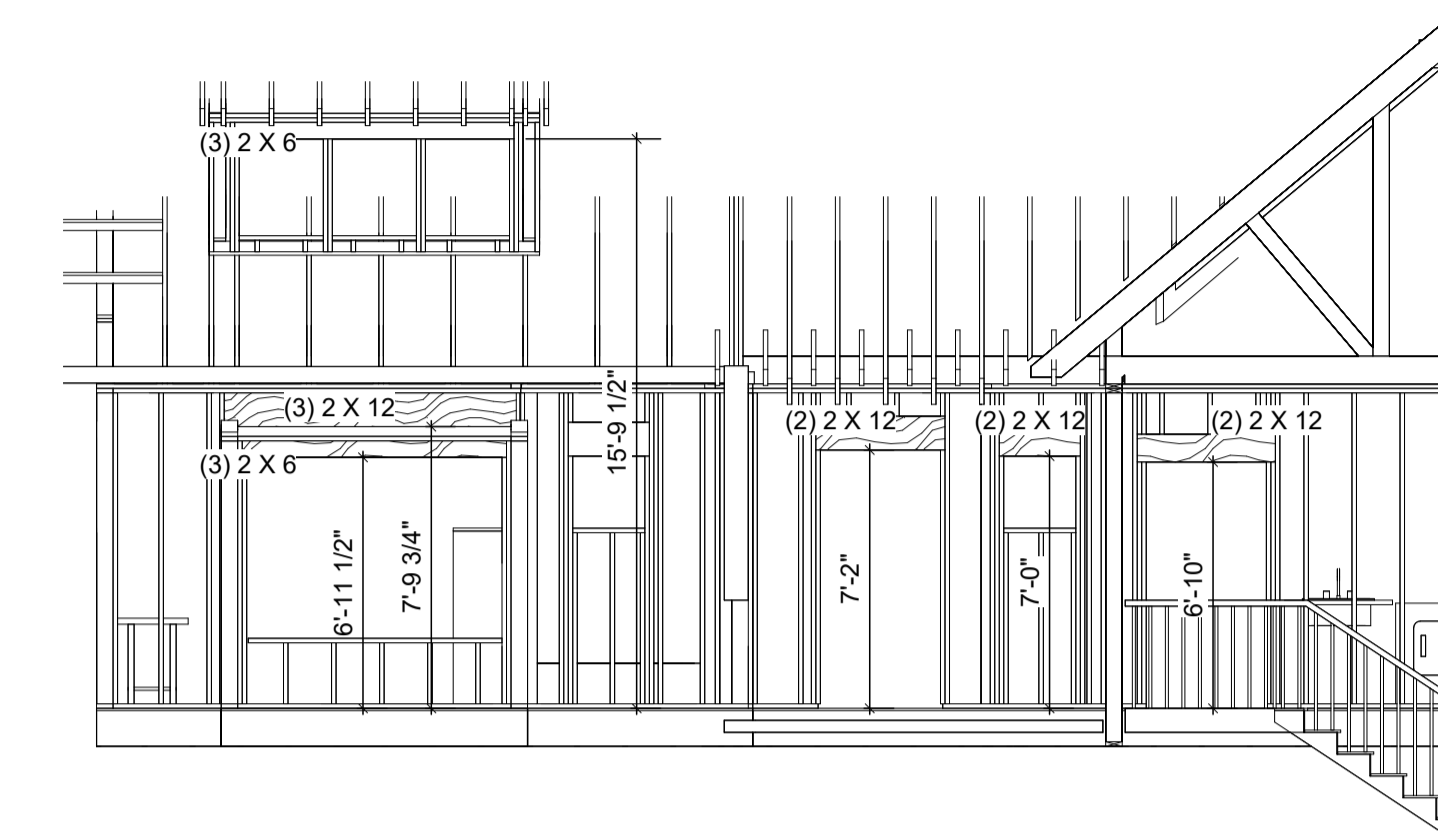 (3) 2 X 6
(3) 2 X 12
(2) 2 X 12
(2) 2 X 12
(2) 2 X 12
(3) 2 X 6
15'-9 1/2"
6'-11 1/2"
7'-9 3/4"
7'-2"
7'-0"
6'-10"